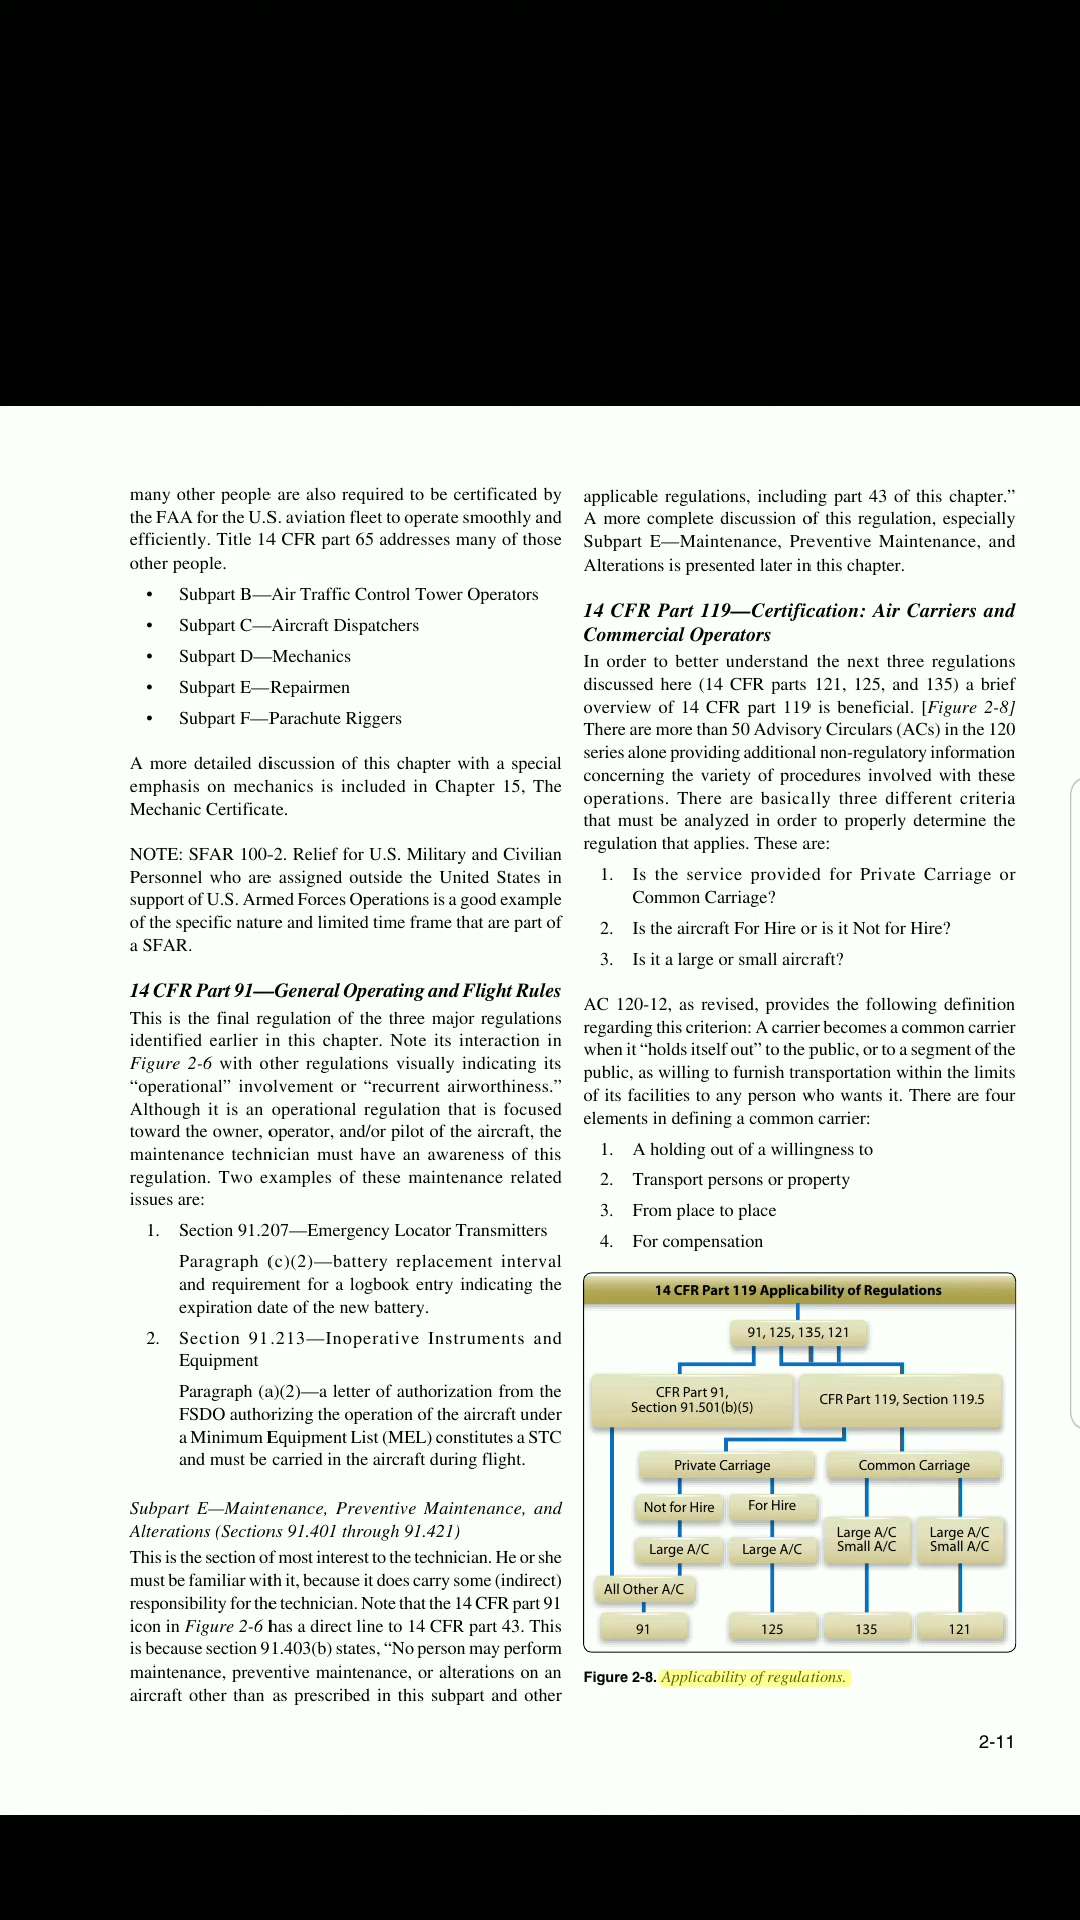 many other people are also required to be certificated by
the FAA for the U.S. aviation fleet to operate smoothly and
efficiently. Title 14 CFR part 65 addresses many of those
other people.
• Subpart B—Air Traffic Control Tower Operators
• Subpart C—Aircraft Dispatchers
• Subpart D—Mechanics
• Subpart E—Repairmen
• Subpart F—Parachute Riggers
A more detailed discussion of this chapter with a special
emphasis on mechanics is included in Chapter 15, The
Mechanic Certificate.
NOTE: SFAR 100-2. Relief for U.S. Military and Civilian
Personnel who are assigned outside the United States in
support of U.S. Armed Forces Operations is a good example
of the specific nature and limited time frame that are part of
a SFAR.
14 CFR Part 91—General Operating and Flight Rules
This is the final regulation of the three major regulations
identified earlier in this chapter. Note its interaction in
Figure 2-6 with other regulations visually indicating its
“operational” involvement or “recurrent airworthiness.”
Although it is an operational regulation that is focused
toward the owner, operator, and/or pilot of the aircraft, the
maintenance technician must have an awareness of this
regulation. Two examples of these maintenance related
issues are:
1. Section 91.207—Emergency Locator Transmitters
Paragraph (c)(2)—battery replacement interval
and requirement for a logbook entry indicating the
expiration date of the new battery.
2. Section 91.213—Inoperative Instruments and
Equipment
Paragraph (a)(2)—a letter of authorization from the
FSDO authorizing the operation of the aircraft under
a Minimum Equipment List (MEL) constitutes a STC
and must be carried in the aircraft during flight.
Subpart E—Maintenance, Preventive Maintenance, and
Alterations (Sections 91.401 through 91.421)
This is the section of most interest to the technician. He or she
must be familiar with it, because it does carry some (indirect)
responsibility for the technician. Note that the 14 CFR part 91
icon in Figure 2-6 has a direct line to 14 CFR part 43. This
is because section 91.403(b) states, “No person may perform
maintenance, preventive maintenance, or alterations on an
aircraft other than as prescribed in this subpart and other
applicable regulations, including part 43 of this chapter.”
A more complete discussion of this regulation, especially
Subpart E—Maintenance, Preventive Maintenance, and
Alterations is presented later in this chapter.
14 CFR Part 119—Certification: Air Carriers and
Commercial Operators
In order to better understand the next three regulations
discussed here (14 CFR parts 121, 125, and 135) a brief
overview of 14 CFR part 119 is beneficial. [Figure 2-8]
There are more than 50 Advisory Circulars (ACs) in the 120
series alone providing additional non-regulatory information
concerning the variety of procedures involved with these
operations. There are basically three different criteria
that must be analyzed in order to properly determine the
regulation that applies. These are:
1. Is the service provided for Private Carriage or
Common Carriage?
2. Is the aircraft For Hire or is it Not for Hire?
3. Is it a large or small aircraft?
AC 120-12, as revised, provides the following definition
regarding this criterion: A carrier becomes a common carrier
when it “holds itself out” to the public, or to a segment of the
public, as willing to furnish transportation within the limits
of its facilities to any person who wants it. There are four
elements in defining a common carrier:
1. A holding out of a willingness to
2. Transport persons or property
3. From place to place
4. For compensation
14 CFR Part 119 Applicability of Regulations
91, 125, 135, 121
CFR Part 91,
Section 91.501(b)(5)
CFR Part 119, Section 119.5
Private Carriage
Common Carriage
Not for Hire
For Hire
Large A/C
Large A/C
Large A/C
Small A/C
Large A/C
Small A/C
All Other A/C
91
125
135
121
Figure 2-8. Applicability of regulations.
2-11